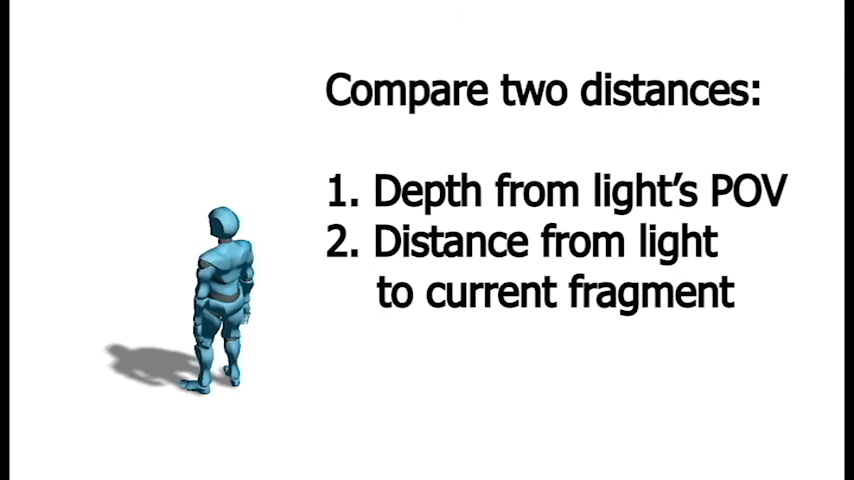 Compare two distances:
1. Depth from light's POV
2. Distance from light
to current fragment